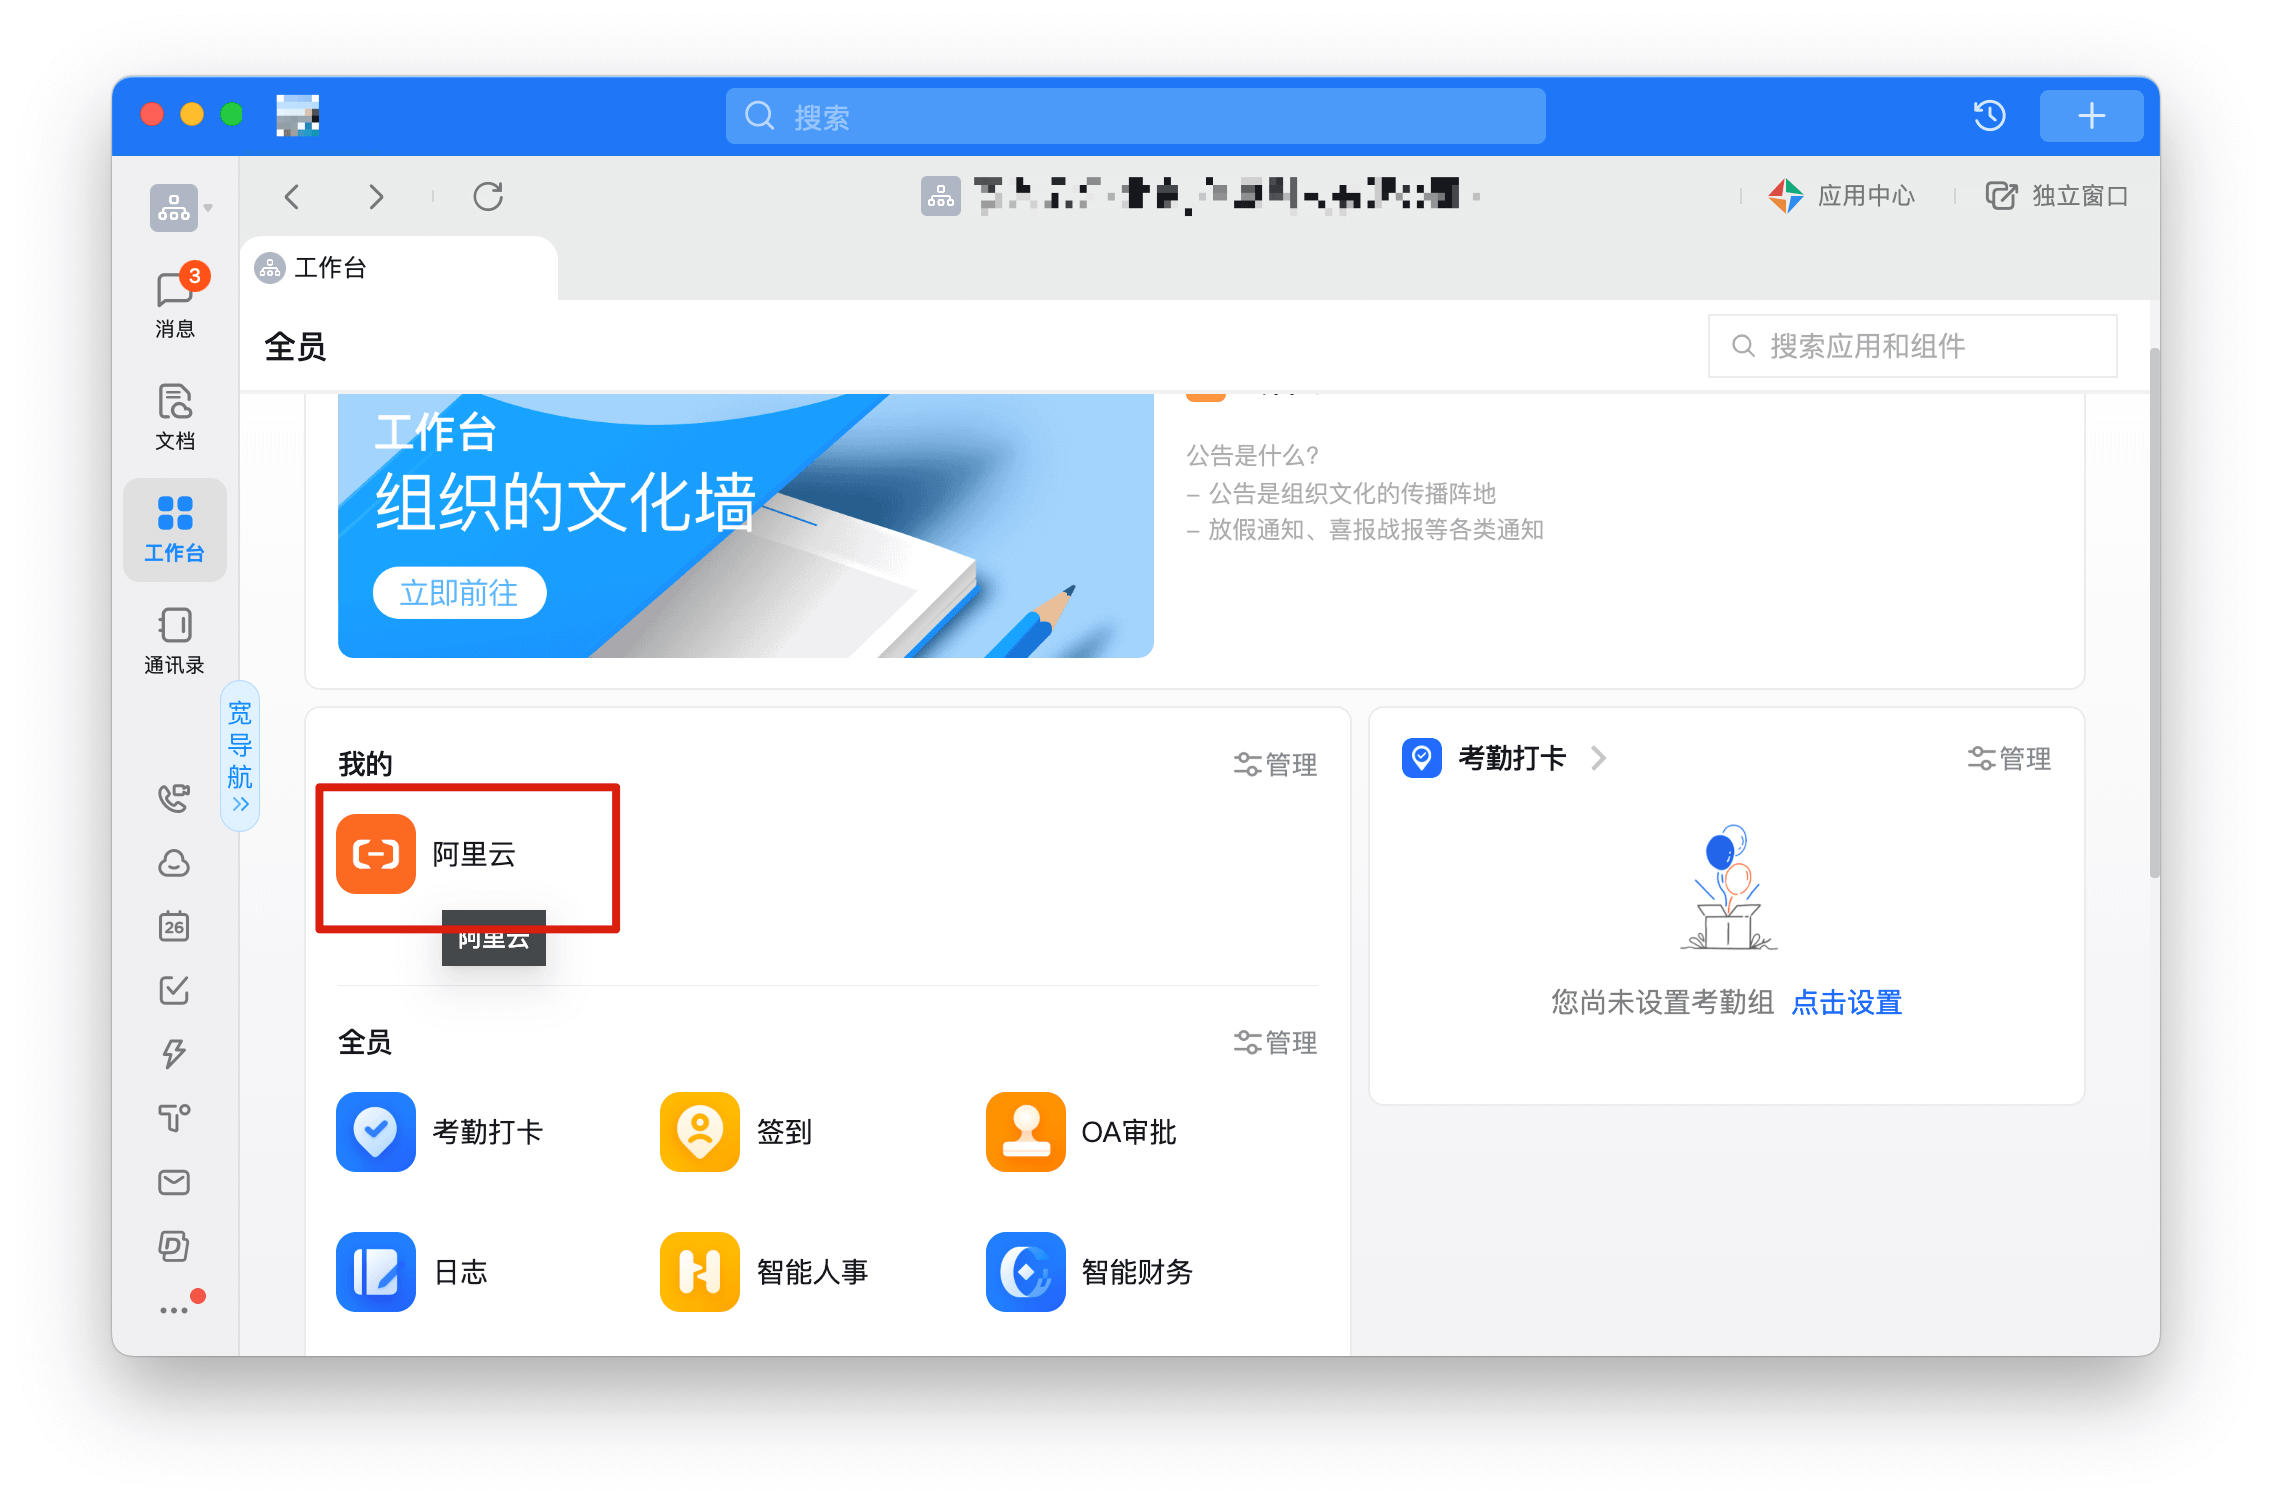 搜索
应用中心
独立窗口
3
消息
文档
工作台
通讯录
宽导航
26
工作台
全员
搜索应用和组件
工作台
组织的文化墙
立即前往
公告是什么?
– 公告是组织文化的传播阵地
– 放假通知、喜报战报等各类通知
我的
管理
阿里云
阿里云
全员
管理
考勤打卡
签到
OA审批
日志
智能人事
智能财务
考勤打卡
管理
您尚未设置考勤组 点击设置